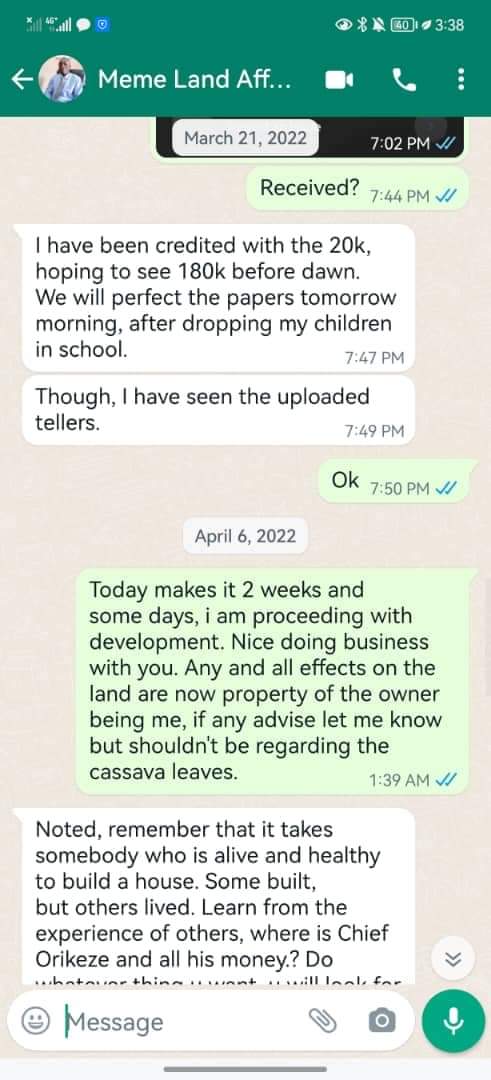 4G
40
3:38
Meme Land Aff...
March 21, 2022
7:02 PM
Received?
7:44 PM
I have been credited with the 20k,
hoping to see 180k before dawn.
We will perfect the papers tomorrow
morning, after dropping my children
in school.
7:47 PM
Though, I have seen the uploaded
tellers.
7:49 PM
Ok
7:50 PM
April 6, 2022
Today makes it 2 weeks and
some days, i am proceeding with
development. Nice doing business
with you. Any and all effects on the
land are now property of the owner
being me, if any advise let me know
but shouldn't be regarding the
cassava leaves.
1:39 AM
Noted, remember that it takes
somebody who is alive and healthy
to build a house. Some built,
but others lived. Learn from the
experience of others, where is Chief
Orikeze and all his money.? Do
whatever thing u want, u will look for
Message